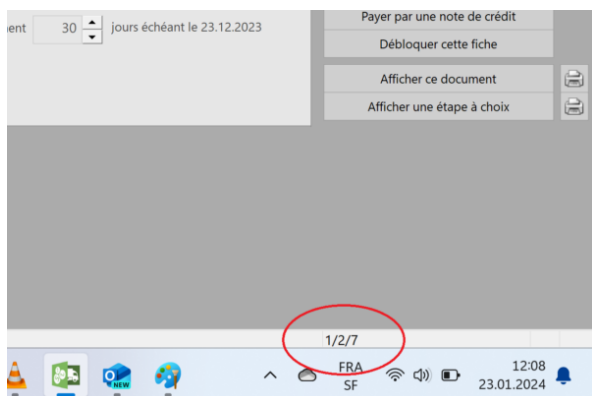 Payer par une note de crédit
ent 30 jours échéant le 23.12.2023
Débloquer cette fiche
Afficher ce document
Afficher une étape à choix
1/2/7
NEW
FRA
SF
12:08
23.01.2024